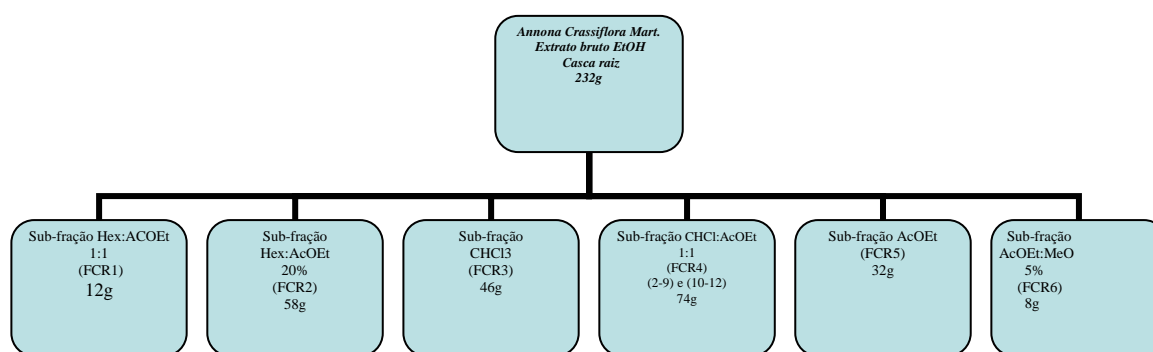 Annona Crassiflora Mart.
Extrato bruto EtOH
Casca raiz
232g
Sub-fração Hex:ACOEt
1:1
(FCR1)
12g
Sub-fração
Hex:AcOEt
20%
(FCR2)
58g
Sub-fração
CHCl3
(FCR3)
46g
Sub-fração CHCl:AcOEt
1:1
(FCR4)
(2-9) e (10-12)
74g
Sub-fração AcOEt
(FCR5)
32g
Sub-fração
AcOEt:MeO
5%
(FCR6)
8g